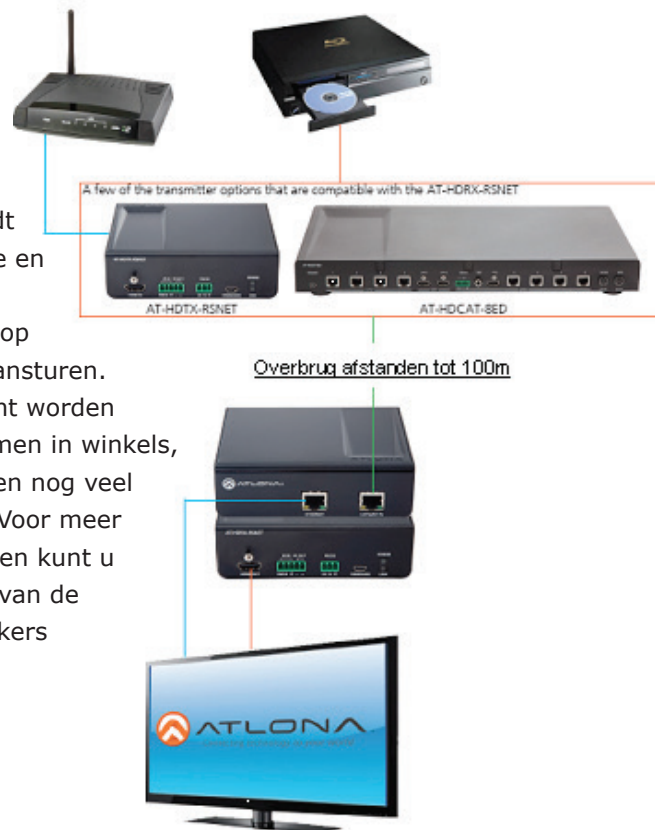 A few of the transmitter options that are compatible with the AT-HDRX-RSNET
AT-HDTX-RSNET
AT-HDCAT-8ED
dt
e en
op
ansturen.
nt worden
men in winkels,
en nog veel
Voor meer
en kunt u
van de
kers
Overbrug afstanden tot 100m
ATLONA
ATLONA